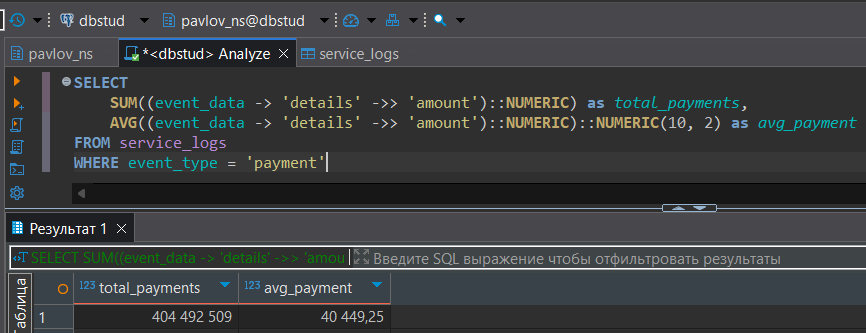 dbstud pavlov_ns@dbstud
pavlov_ns *<dbstud> Analyze service_logs
SELECT
SUM((event_data -> 'details' ->> 'amount')::NUMERIC) as total_payments,
AVG((event_data -> 'details' ->> 'amount')::NUMERIC)::NUMERIC(10, 2) as avg_payment
FROM service_logs
WHERE event_type = 'payment'
Результат 1
SELECT SUM((event_data -> 'details' ->> 'amou Введите SQL выражение чтобы отфильтровать результаты
Таблица
123 total_payments 123 avg_payment
1 404 492 509 40 449,25